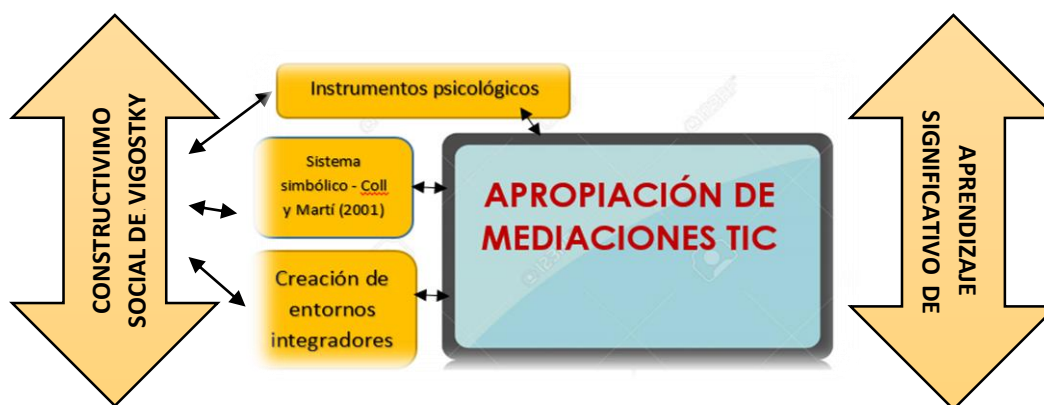 CONSTRUCTIVIMO
SOCIAL DE VIGOSTKY
Instrumentos psicológicos
Sistema
simbólico - Coll
y Martí (2001)
Creación de
entornos
integradores
APROPIACIÓN DE
MEDIACIONES TIC
APRENDIZAJE
SIGNIFICATIVO DE